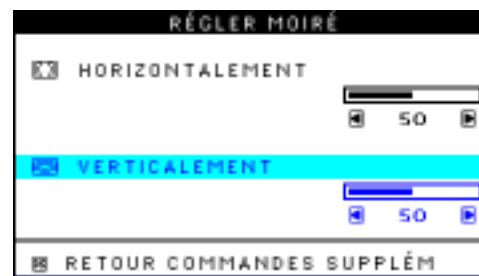 RÉGLER MOIRÉ
HORIZONTALEMENT
50
VERTICALEMENT
50
RETOUR COMMANDES SUPPLÉM